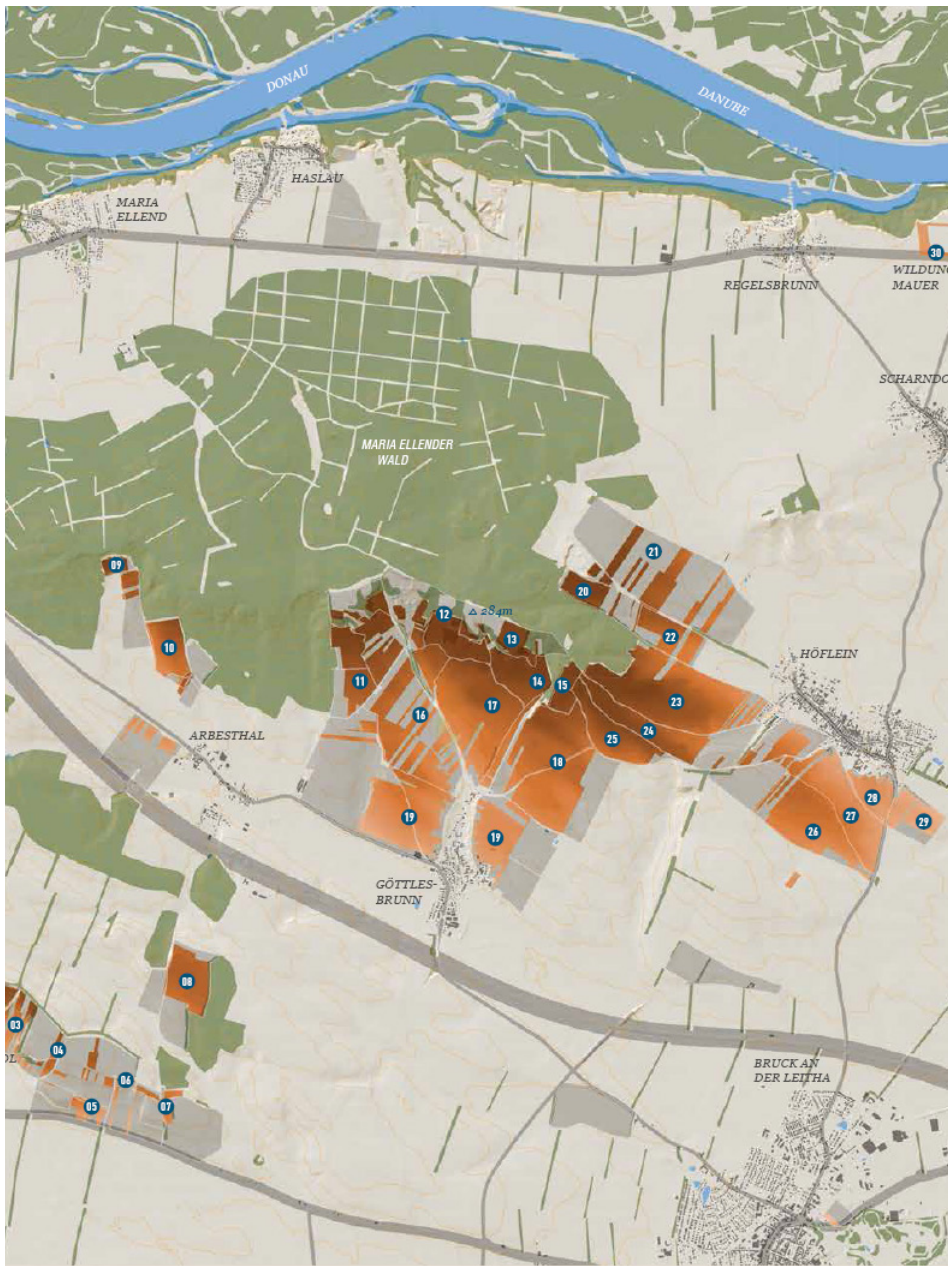 DONAU
DANUBE
HASLAU
MARIA
ELLEND
30
REGELSBRUNN
MAUER
MARIA ELLENDER
WALD
21
09
20
12
284m
13
22
10
HÖFLEIN
11
14
15
23
16
17
24
25
ARBESTHAL
18
28
19
27
29
26
19
GÖTTLES-
BRUNN
08
03
04
BRUCK AN
DER LEITHA
06
05
07